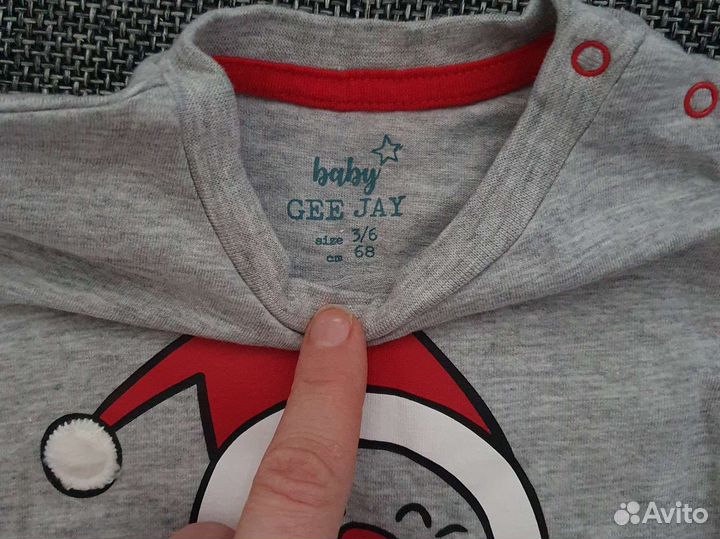 baby
GEE JAY
size 3/6
cm 68
Avito